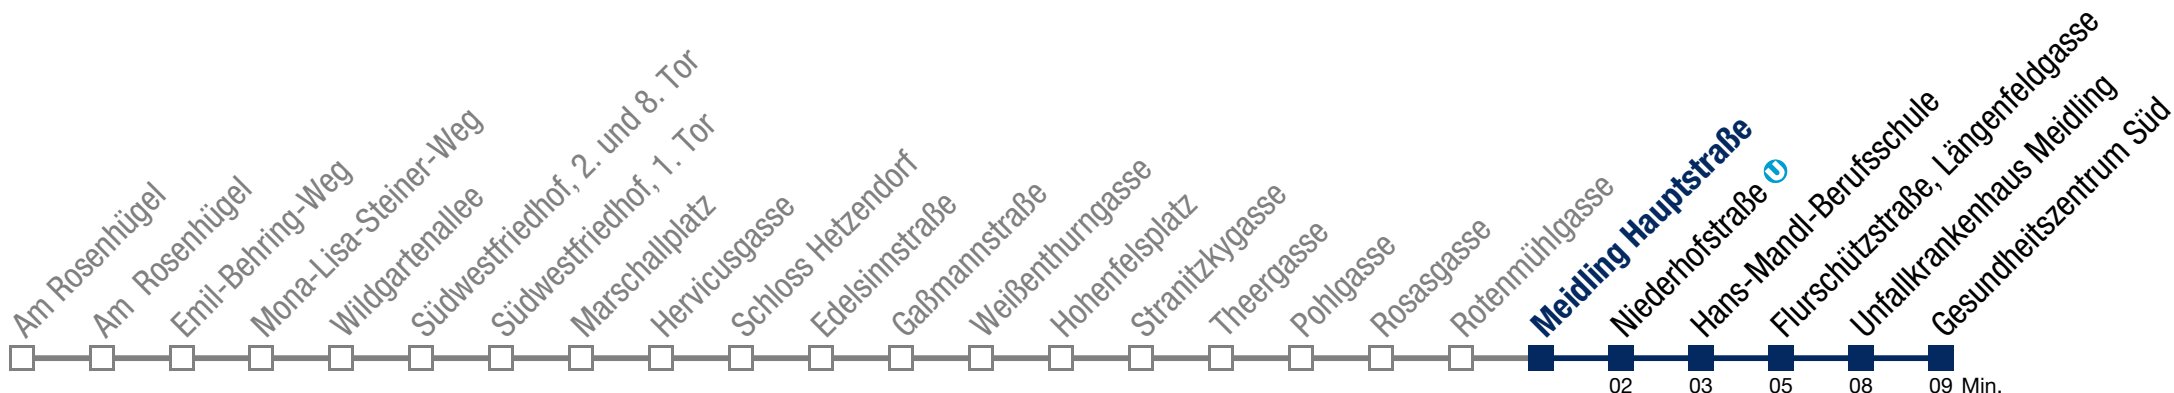 Am Rosenhügel
Am Rosenhügel
Emil-Behring-Weg
Mona-Lisa-Steiner-Weg
Wildgartenallee
Südwestfriedhof, 2. und 8. Tor
Südwestfriedhof, 1. Tor
Marschallplatz
Hervicusgasse
Schloss Hetzendorf
Edelsinnstraße
Gaßmannstraße
Weißenthurngasse
Hohenfelsplatz
Stranitzkygasse
Theergasse
Pohlgasse
Rosasgasse
Rotenmühlgasse
Meidling Hauptstraße
Niederhofstraße U
Hans-Mandl-Berufsschule
Flurschützstraße, Längenfeldgasse
Unfallkrankenhaus Meidling
Gesundheitszentrum Süd
02 03 05 08 09 Min.